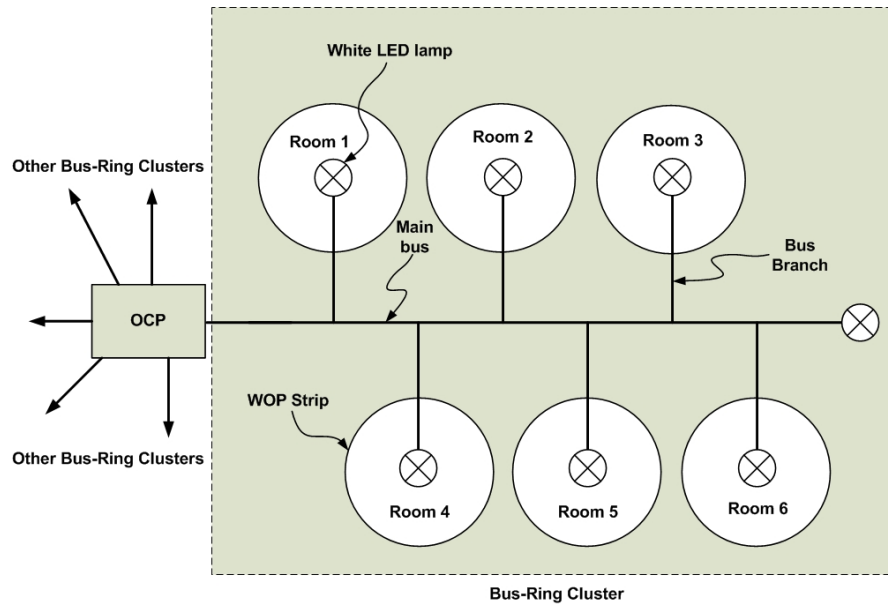 White LED lamp
Room 1
Room 2
Room 3
Other Bus-Ring Clusters
Main
bus
Bus
Branch
OCP
WOP Strip
Other Bus-Ring Clusters
Room 4
Room 5
Room 6
Bus-Ring Cluster